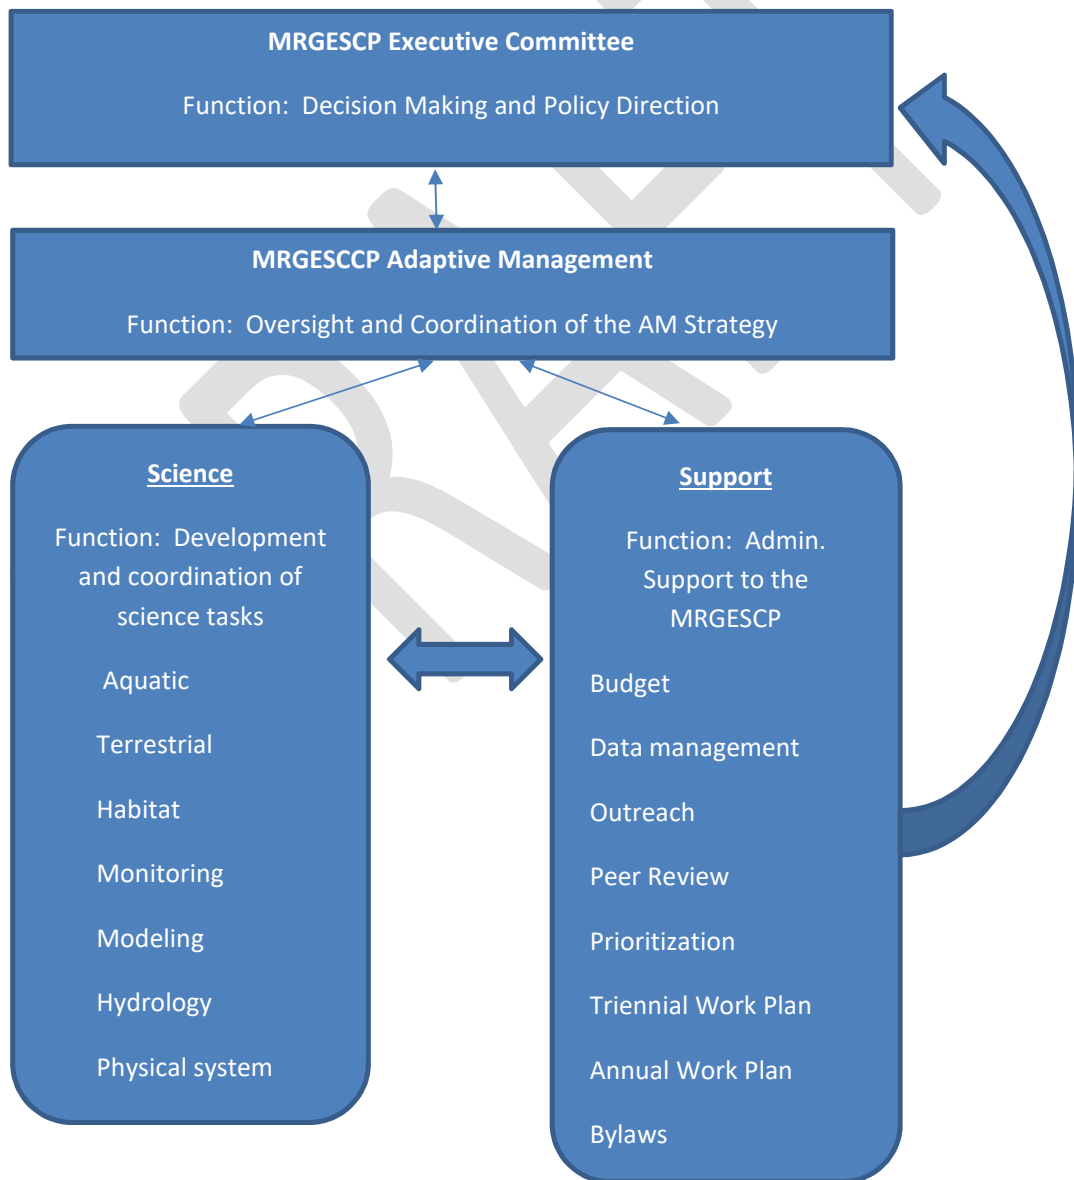 MRGESCP Executive Committee
Function:  Decision Making and Policy Direction
MRGESCCP Adaptive Management
Function:  Oversight and Coordination of the AM Strategy
Science
Function:  Development
and coordination of
science tasks
Aquatic
Terrestrial
Habitat
Monitoring
Modeling
Hydrology
Physical system
Support
Function:  Admin.
Support to the
MRGESCP
Budget
Data management
Outreach
Peer Review
Prioritization
Triennial Work Plan
Annual Work Plan
Bylaws
DRAFT